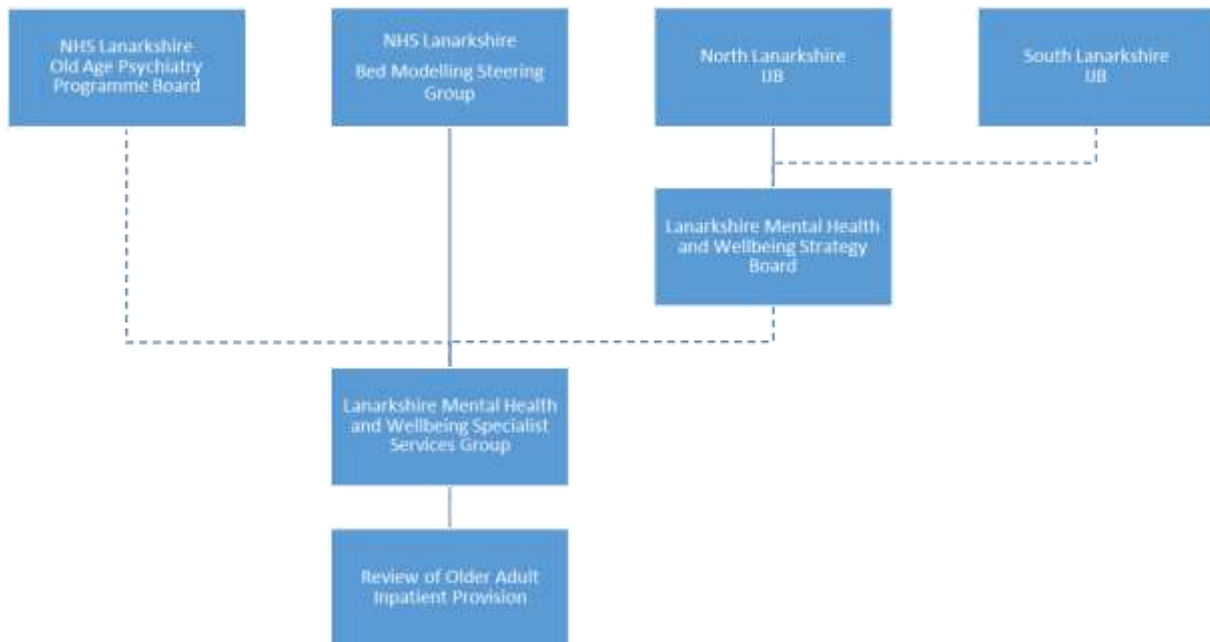 NHS Lanarkshire
Old Age Psychiatry
Programme Board
NHS Lanarkshire
Bed Modelling Steering
Group
North Lanarkshire
IJB
South Lanarkshire
IJB
Lanarkshire Mental Health
and Wellbeing Strategy
Board
Lanarkshire Mental Health
and Wellbeing Specialist
Services Group
Review of Older Adult
Inpatient Provision